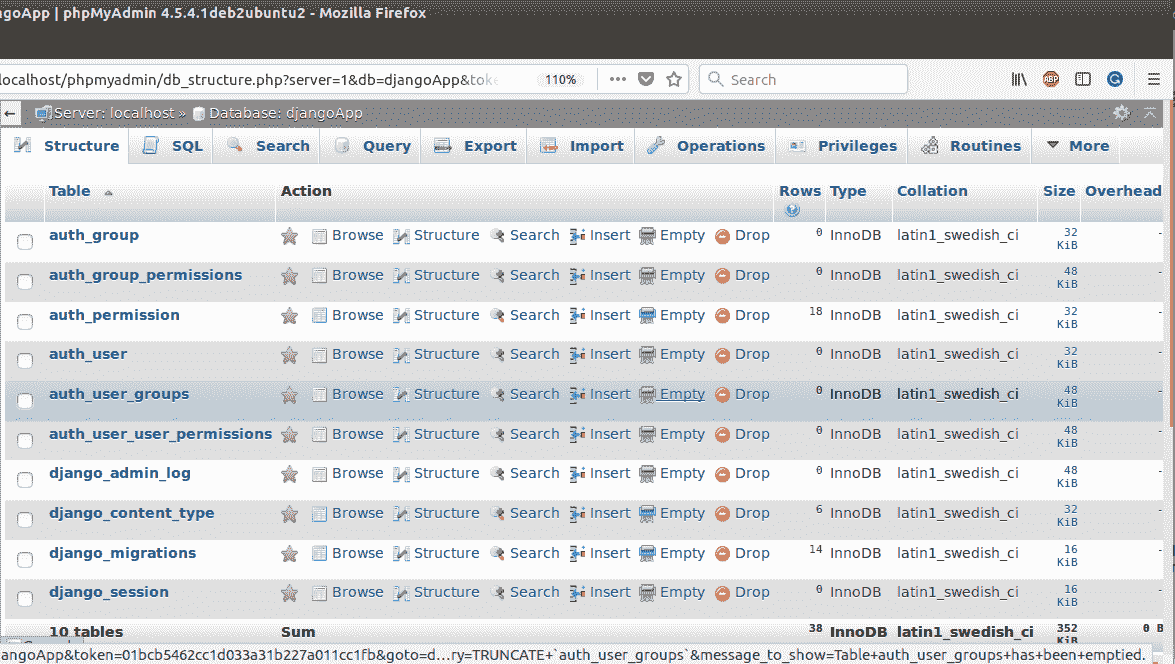 ngoApp | phpMyAdmin 4.5.4.1deb2ubuntu2 - Mozilla Firefox
localhost/phpmyadmin/db_structure.php?server=1&db=djangoApp&toke 110% Search
Server: localhost » Database: djangoApp
Structure SQL Search Query Export Import Operations Privileges Routines More
Table Action Rows Type Collation Size Overhead
auth_group Browse Structure Search Insert Empty Drop 0 InnoDB latin1_swedish_ci 32 KiB -
auth_group_permissions Browse Structure Search Insert Empty Drop 0 InnoDB latin1_swedish_ci 48 KiB -
auth_permission Browse Structure Search Insert Empty Drop 18 InnoDB latin1_swedish_ci 32 KiB -
auth_user Browse Structure Search Insert Empty Drop 0 InnoDB latin1_swedish_ci 32 KiB -
auth_user_groups Browse Structure Search Insert Empty Drop 0 InnoDB latin1_swedish_ci 48 KiB -
auth_user_user_permissions Browse Structure Search Insert Empty Drop 0 InnoDB latin1_swedish_ci 48 KiB -
django_admin_log Browse Structure Search Insert Empty Drop 0 InnoDB latin1_swedish_ci 48 KiB -
django_content_type Browse Structure Search Insert Empty Drop 6 InnoDB latin1_swedish_ci 32 KiB -
django_migrations Browse Structure Search Insert Empty Drop 14 InnoDB latin1_swedish_ci 16 KiB -
django_session Browse Structure Search Insert Empty Drop 0 InnoDB latin1_swedish_ci 16 KiB -
10 tables Sum 38 InnoDB latin1_swedish_ci 352 KiB 0 B
angoApp&token=01bcb5462cc1d033a31b227a011cc1fb&goto=d…ry=TRUNCATE+`auth_user_groups`&message_to_show=Table+auth_user_groups+has+been+emptied.